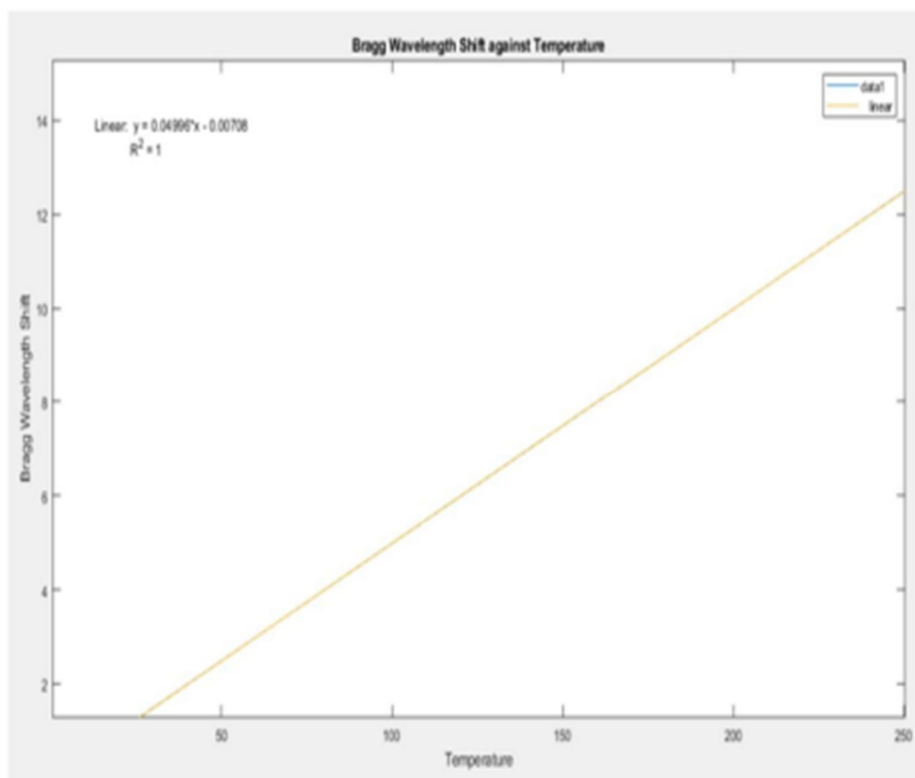 Bragg Wavelength Shift against Temperature
data1
linear
Linear: y = 0.04996*x - 0.00708
R² = 1
14
12
10
8
6
4
2
Bragg Wavelength Shift
50 100 150 200 250
Temperature